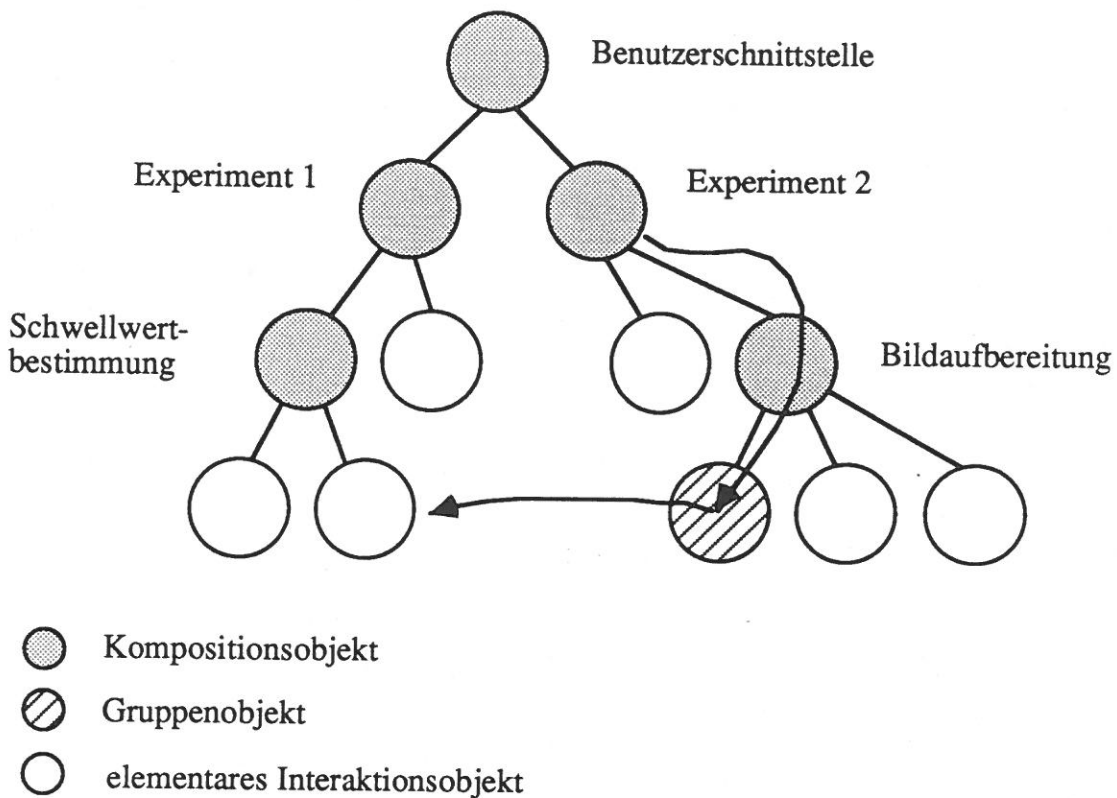 Benutzerschnittstelle
Experiment 1
Experiment 2
Schwellwert-
bestimmung
Bildaufbereitung
Kompositionsobjekt
Gruppenobjekt
elementares Interaktionsobjekt